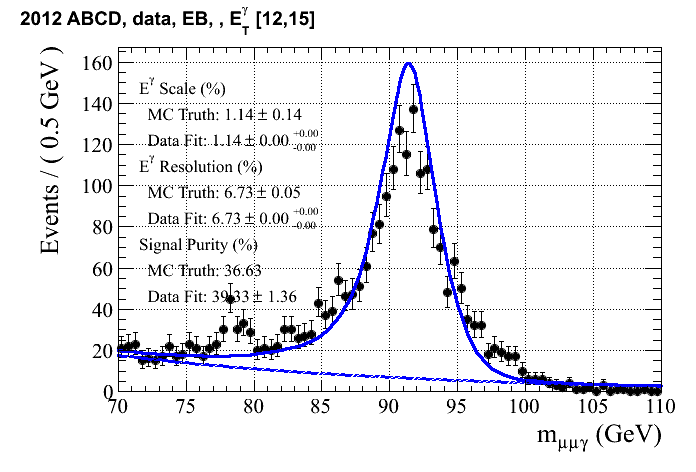 2012 ABCD, data, EB, , E_T^γ [12,15]
Events / ( 0.5 GeV )
160
140
120
100
80
60
40
20
0
E^γ Scale (%)
MC Truth: 1.14 ± 0.14
Data Fit: 1.14 ± 0.00 +0.00 -0.00
E^γ Resolution (%)
MC Truth: 6.73 ± 0.05
Data Fit: 6.73 ± 0.00 +0.00 -0.00
Signal Purity (%)
MC Truth: 36.63
Data Fit: 39.33 ± 1.36
70 75 80 85 90 95 100 105 110
m_μμγ (GeV)